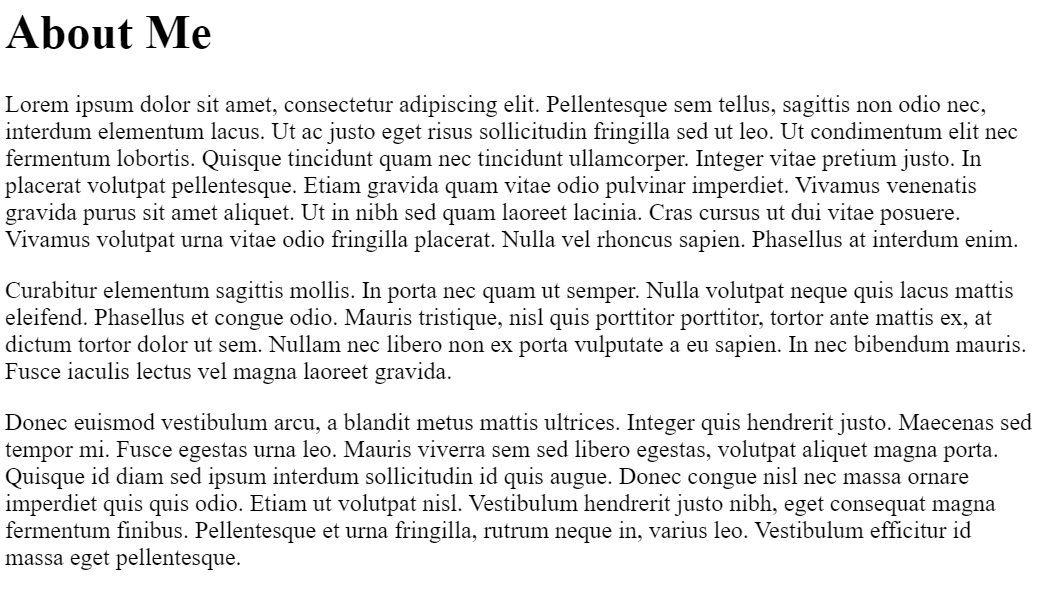 About Me
Lorem ipsum dolor sit amet, consectetur adipiscing elit. Pellentesque sem tellus, sagittis non odio nec,
interdum elementum lacus. Ut ac justo eget risus sollicitudin fringilla sed ut leo. Ut condimentum elit nec
fermentum lobortis. Quisque tincidunt quam nec tincidunt ullamcorper. Integer vitae pretium justo. In
placerat volutpat pellentesque. Etiam gravida quam vitae odio pulvinar imperdiet. Vivamus venenatis
gravida purus sit amet aliquet. Ut in nibh sed quam laoreet lacinia. Cras cursus ut dui vitae posuere.
Vivamus volutpat urna vitae odio fringilla placerat. Nulla vel rhoncus sapien. Phasellus at interdum enim.
Curabitur elementum sagittis mollis. In porta nec quam ut semper. Nulla volutpat neque quis lacus mattis
eleifend. Phasellus et congue odio. Mauris tristique, nisl quis porttitor porttitor, tortor ante mattis ex, at
dictum tortor dolor ut sem. Nullam nec libero non ex porta vulputate a eu sapien. In nec bibendum mauris.
Fusce iaculis lectus vel magna laoreet gravida.
Donec euismod vestibulum arcu, a blandit metus mattis ultrices. Integer quis hendrerit justo. Maecenas sed
tempor mi. Fusce egestas urna leo. Mauris viverra sem sed libero egestas, volutpat aliquet magna porta.
Quisque id diam sed ipsum interdum sollicitudin id quis augue. Donec congue nisl nec massa ornare
imperdiet quis quis odio. Etiam ut volutpat nisl. Vestibulum hendrerit justo nibh, eget consequat magna
fermentum finibus. Pellentesque et urna fringilla, rutrum neque in, varius leo. Vestibulum efficitur id
massa eget pellentesque.